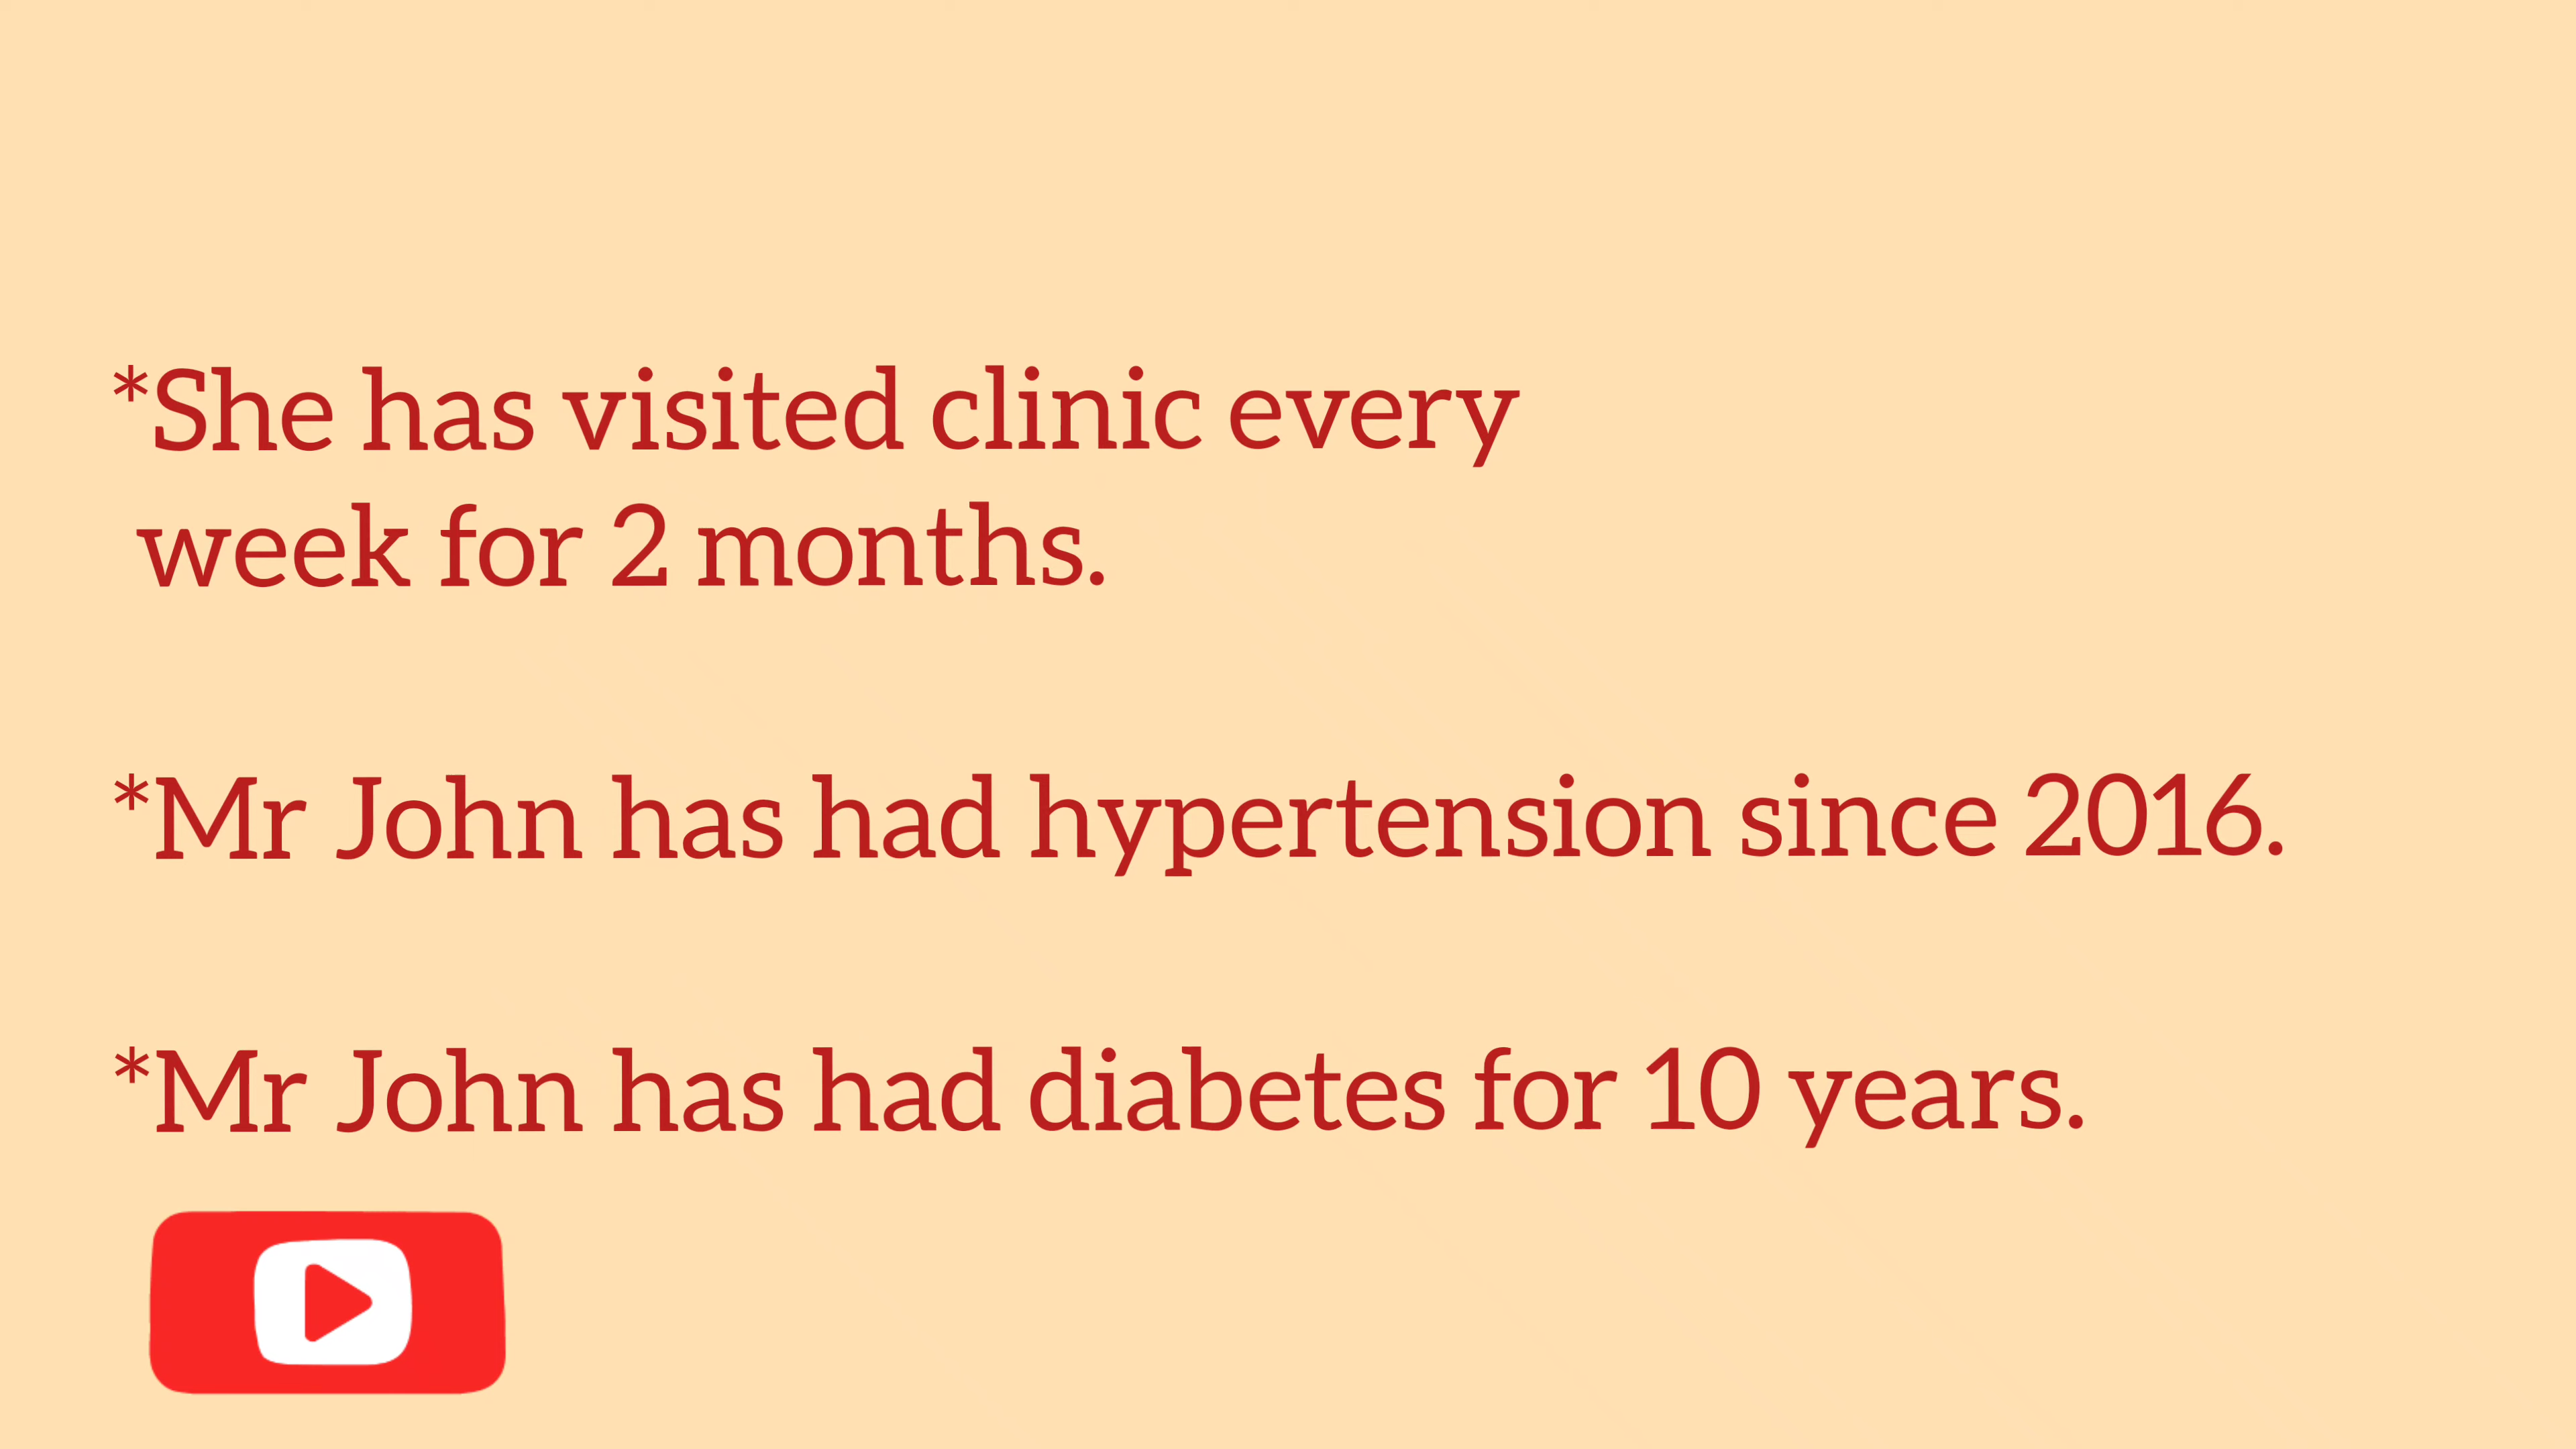 *She has visited clinic every
week for 2 months.
*Mr John has had hypertension since 2016.
*Mr John has had diabetes for 10 years.